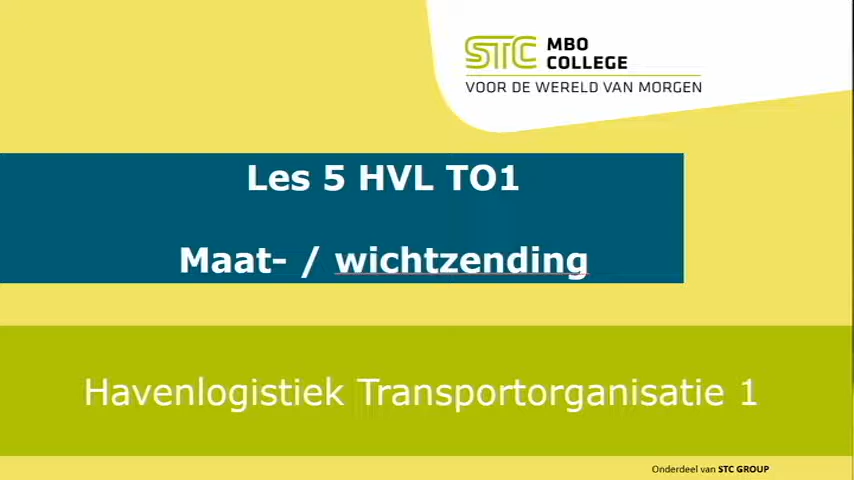 STC MBO
COLLEGE
VOOR DE WERELD VAN MORGEN
Les 5 HVL TO1
Maat- / wichtzending
Havenlogistiek Transportorganisatie 1
Onderdeel van STC GROUP